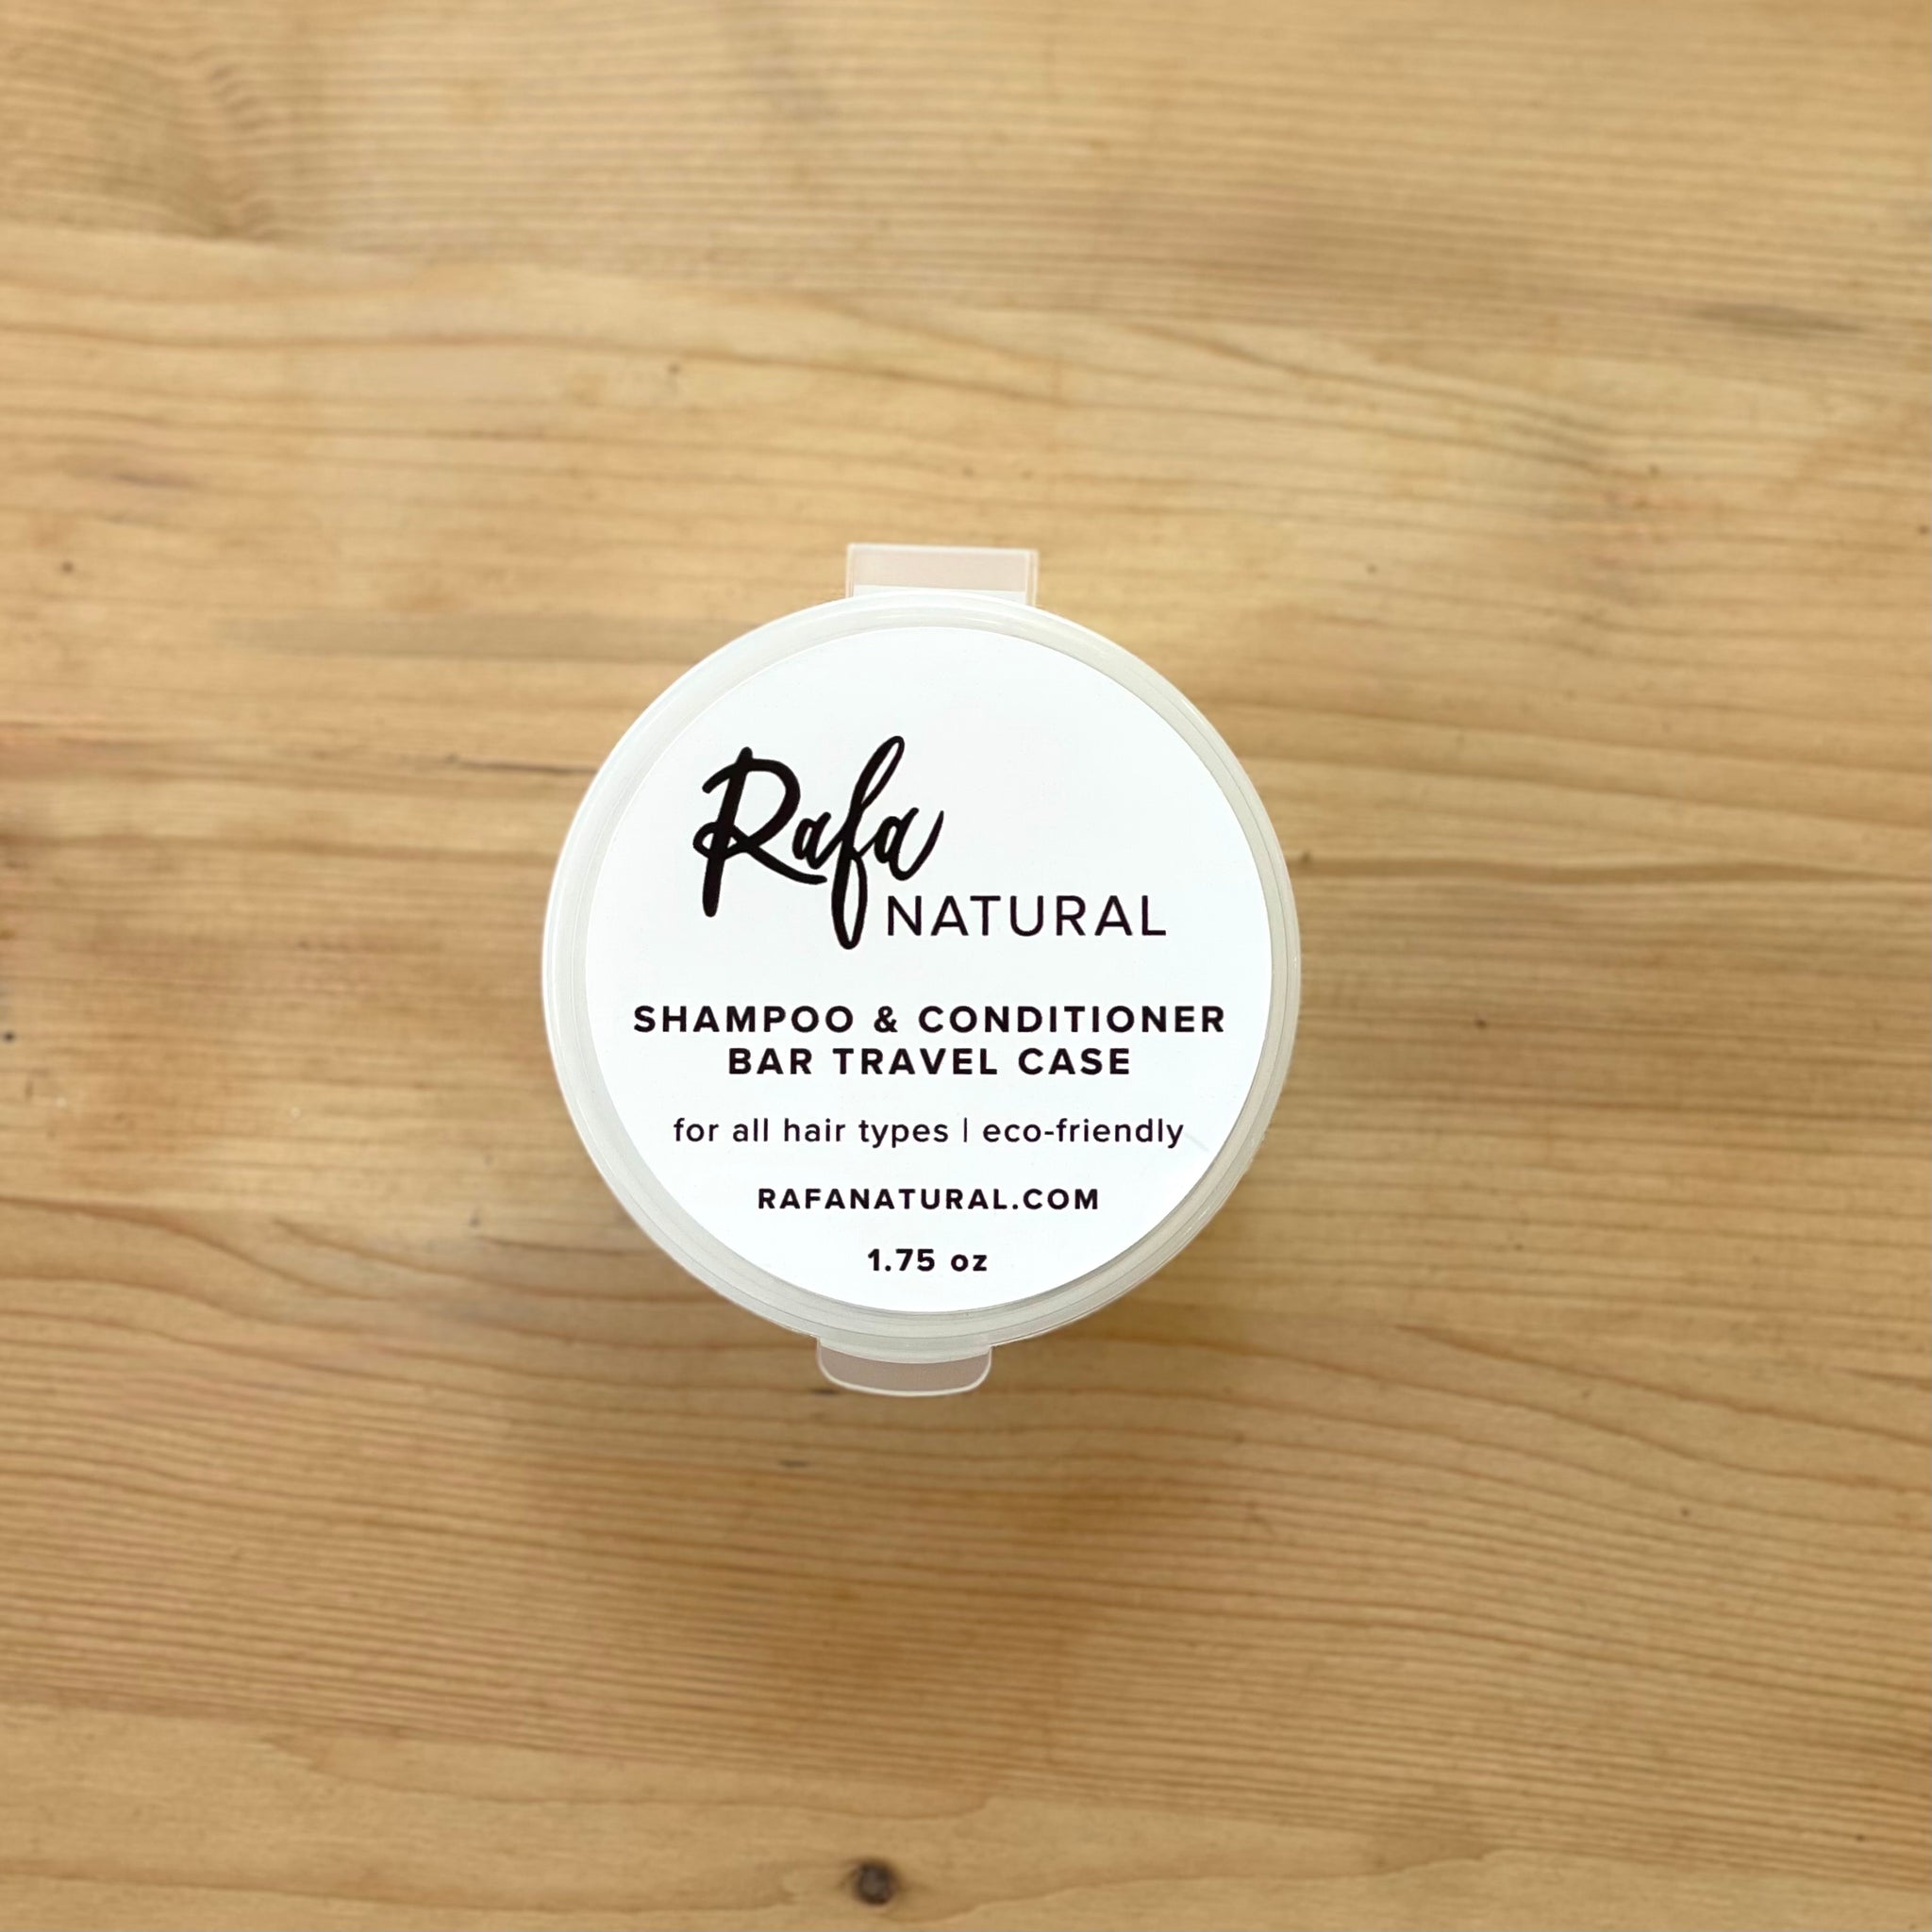 Rafa
NATURAL
SHAMPOO & CONDITIONER
BAR TRAVEL CASE
for all hair types | eco-friendly
RAFANATURAL.COM
1.75 oz